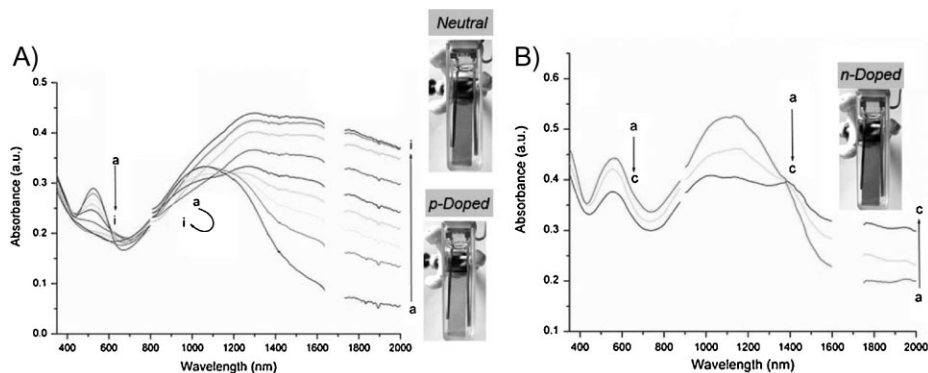 A)
Neutral
p-Doped
Absorbance (a.u.)
0.5
0.4
0.3
0.2
0.1
0.0
a
i
a
i
i
a
400 600 800 1000 1200 1400 1600 1800 2000
Wavelength (nm)
B)
n-Doped
Absorbance (a.u.)
0.6
0.5
0.4
0.3
0.2
0.1
a
c
a
c
c
a
400 600 800 1000 1200 1400 1600 1800 2000
Wavelength (nm)